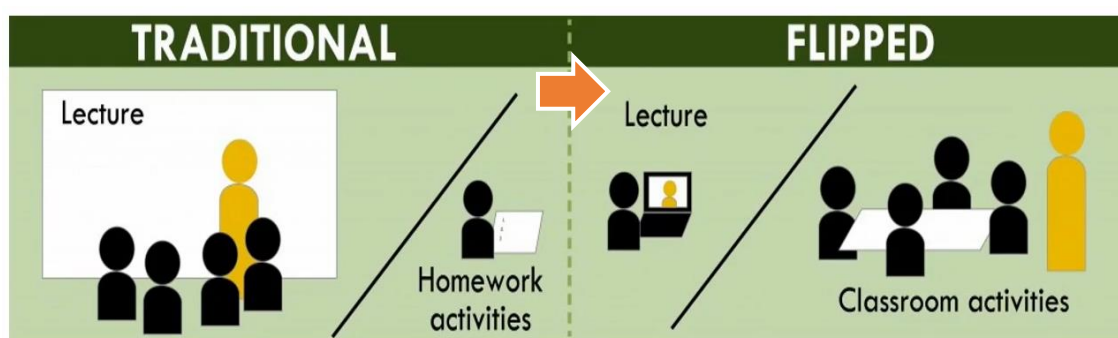 TRADITIONAL
Lecture
Homework
activities
FLIPPED
Lecture
Classroom activities